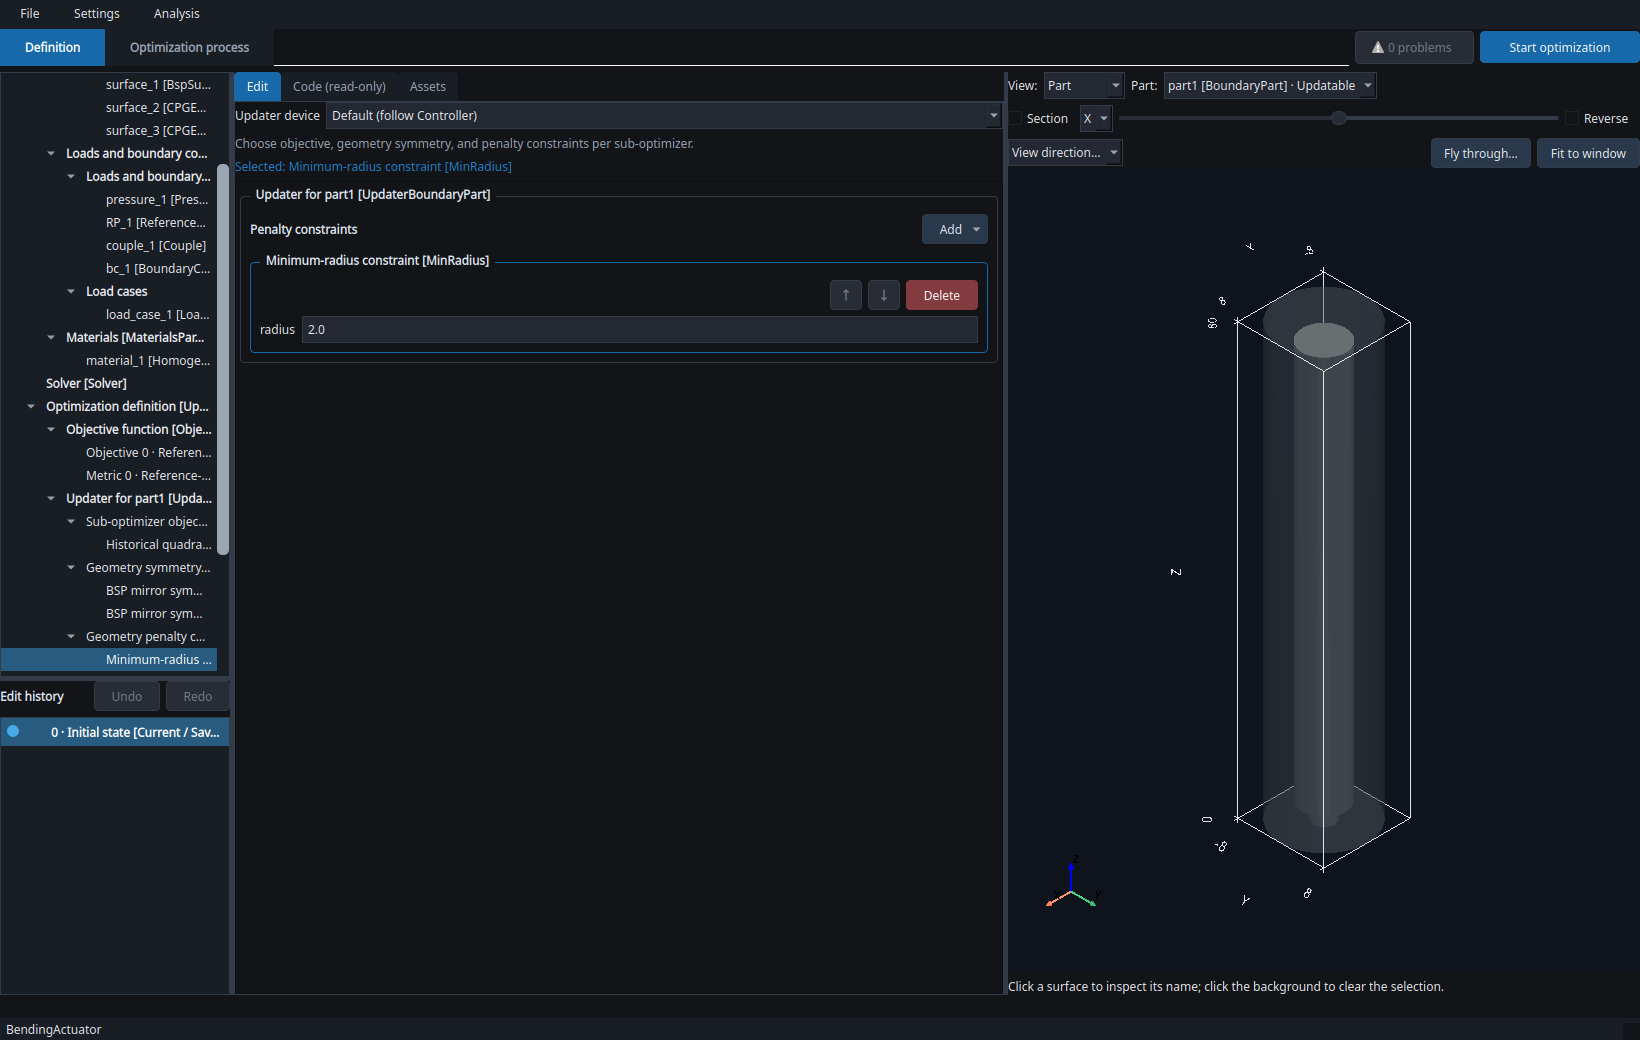 File Settings Analysis
Definition Optimization process 0 problems Start optimization
surface_1 [BspSu...
surface_2 [CPGE...
surface_3 [CPGE...
Loads and boundary co...
Loads and boundary...
pressure_1 [Pres...
RP_1 [Reference...
couple_1 [Couple]
bc_1 [BoundaryC...
Load cases
load_case_1 [Loa...
Materials [MaterialsPar...
material_1 [Homoge...
Solver [Solver]
Optimization definition [Up...
Objective function [Obje...
Objective 0 · Referen...
Metric 0 · Reference-...
Updater for part1 [Upda...
Sub-optimizer objec...
Historical quadra...
Geometry symmetry...
BSP mirror sym...
BSP mirror sym...
Geometry penalty c...
Minimum-radius ...
Edit history Undo Redo
0 · Initial state [Current / Sav...
Edit Code (read-only) Assets
Updater device Default (follow Controller)
Choose objective, geometry symmetry, and penalty constraints per sub-optimizer.
Selected: Minimum-radius constraint [MinRadius]
Updater for part1 [UpdaterBoundaryPart]
Penalty constraints Add
Minimum-radius constraint [MinRadius]
↑ ↓ Delete
radius 2.0
View: Part Part: part1 [BoundaryPart] · Updatable
Section X Reverse
View direction... Fly through... Fit to window
Z
0
Click a surface to inspect its name; click the background to clear the selection.
BendingActuator